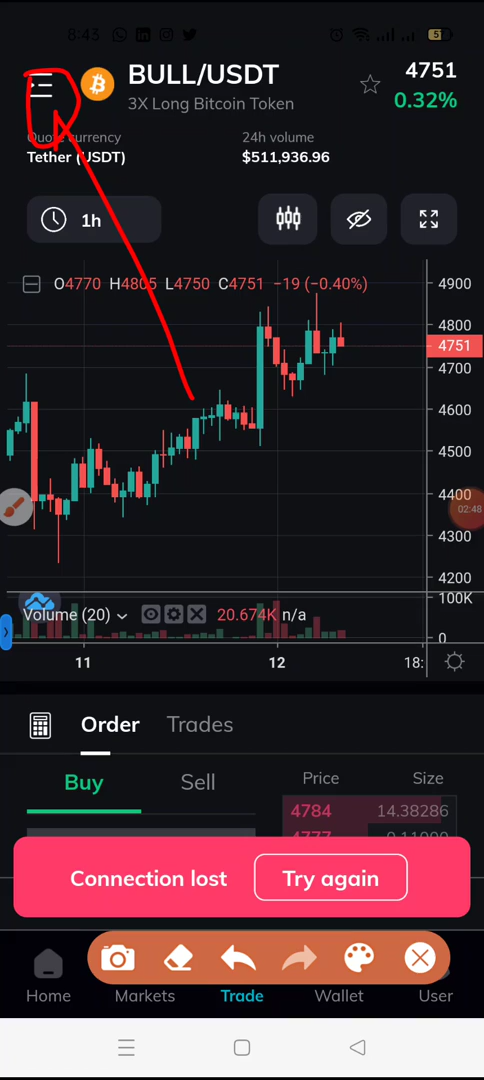 8:43
57
BULL/USDT
4751
3X Long Bitcoin Token
0.32%
Quote currency
24h volume
Tether (USDT)
$511,936.96
1h
O4770 H4805 L4750 C4751 −19 (−0.40%)
4900
4800
4751
4700
4600
4500
4400
02:48
4300
4200
100K
Volume (20)
20.674K n/a
0
11
12
18:
Order
Trades
Buy
Sell
Price
Size
4784
14.38286
Connection lost
Try again
Home
Markets
Trade
Wallet
User